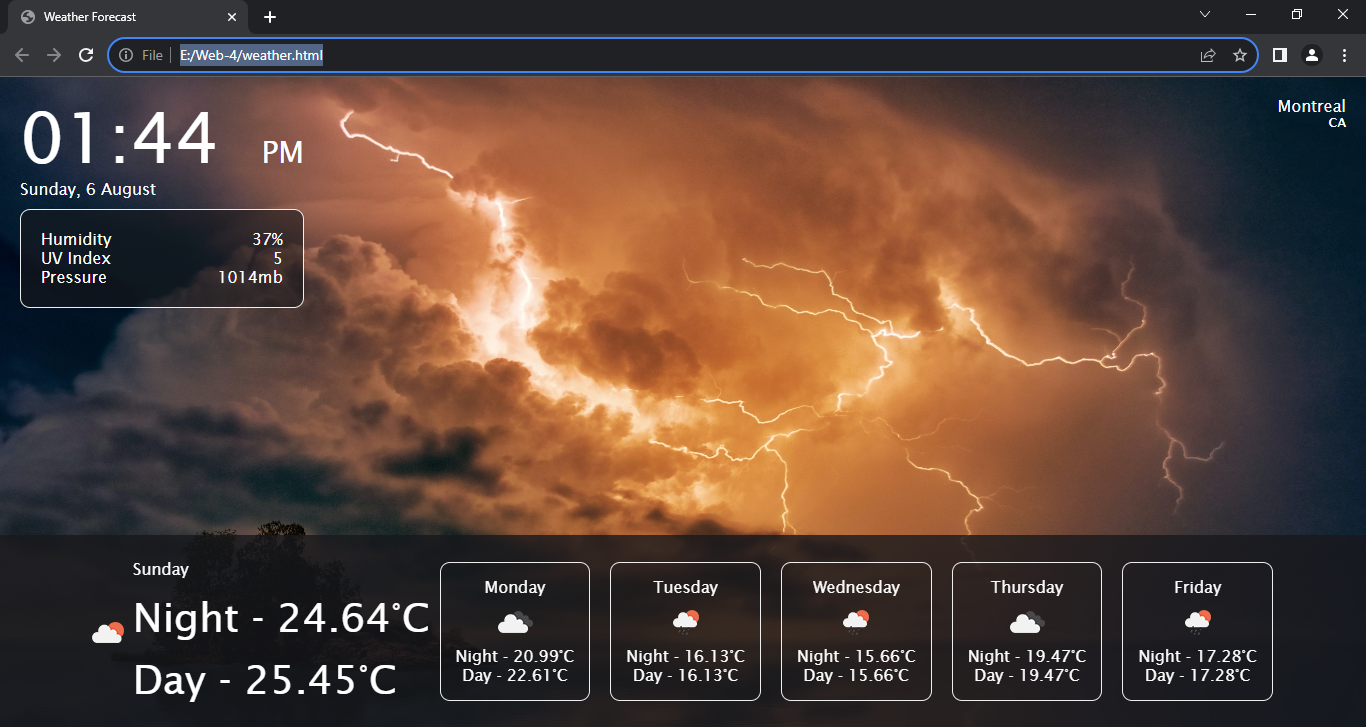 Weather Forecast
File | E:/Web-4/weather.html
01:44 PM
Sunday, 6 August
Montreal
CA
Humidity 37%
UV Index 5
Pressure 1014mb
Sunday
Night - 24.64°C
Day - 25.45°C
Monday
Night - 20.99°C
Day - 22.61°C
Tuesday
Night - 16.13°C
Day - 16.13°C
Wednesday
Night - 15.66°C
Day - 15.66°C
Thursday
Night - 19.47°C
Day - 19.47°C
Friday
Night - 17.28°C
Day - 17.28°C